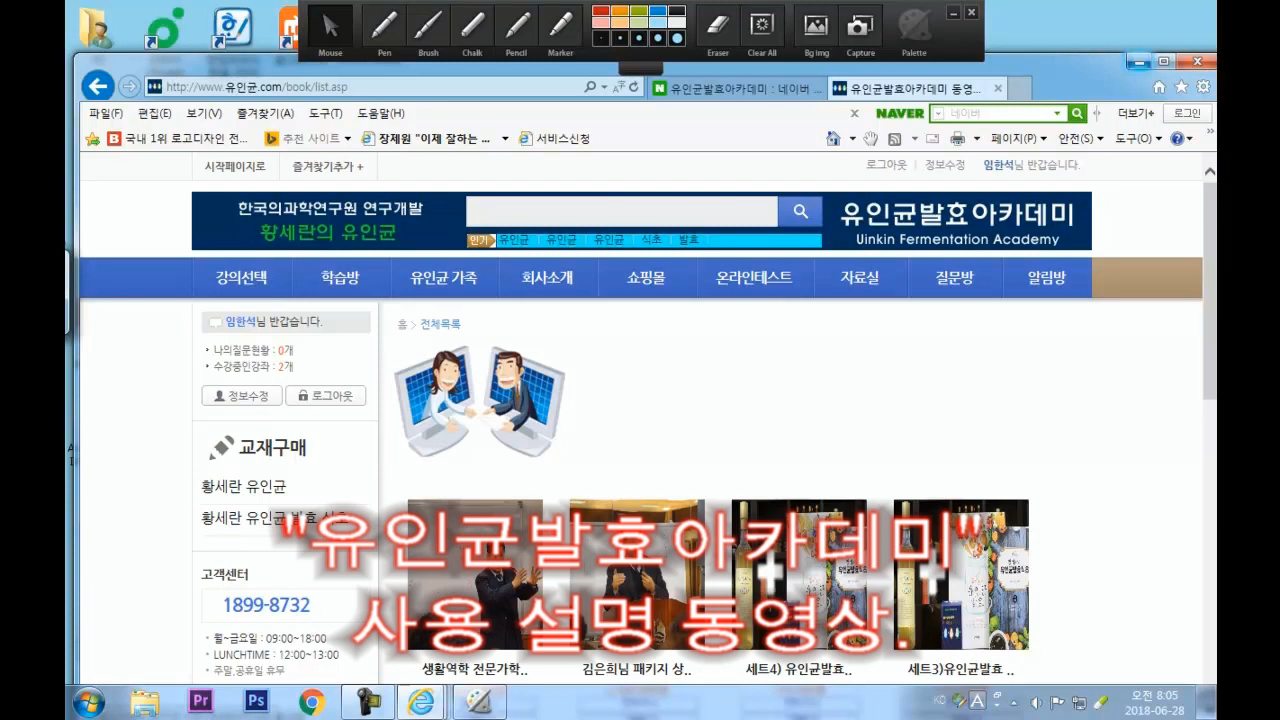 Mouse Pen Brush Chalk Pencil Marker Eraser Clear All Bg Img Capture Palette
http://www.유인균.com/book/list.asp
유인균발효아카데미 : 네이버 ...
유인균발효아카데미 동영...
파일(F) 편집(E) 보기(V) 즐겨찾기(A) 도구(T) 도움말(H)
NAVER 네이버 더보기+ 로그인
국내 1위 로고디자인 전... 추천 사이트 장제원 "이제 잘하는 ... 서비스신청
페이지(P) 안전(S) 도구(O)
시작페이지로 즐겨찾기추가 +
로그아웃 정보수정 임한석님 반갑습니다.
한국의과학연구원 연구개발
황세란의 유인균
인기 유인균 유인균 유인균 식초 발효
유인균발효아카데미
Uinkin Fermentation Academy
강의선택 학습방 유인균 가족 회사소개 쇼핑몰 온라인테스트 자료실 질문방 알림방
임한석님 반갑습니다.
나의질문현황 : 0개
수강중인강좌 : 2개
정보수정 로그아웃
홈 > 전체목록
교재구매
황세란 유인균
황세란 유인균 발효
고객센터
1899-8732
월~금요일 : 09:00~18:00
LUNCHTIME : 12:00~13:00
주말,공휴일 휴무
"유인균발효아카데미"
사용 설명 동영상.
생활역학 전문가학.. 김은희님 패키지 상.. 세트4) 유인균발효.. 세트3)유인균발효 ..
Pr Ps
오전 8:05
2018-06-28